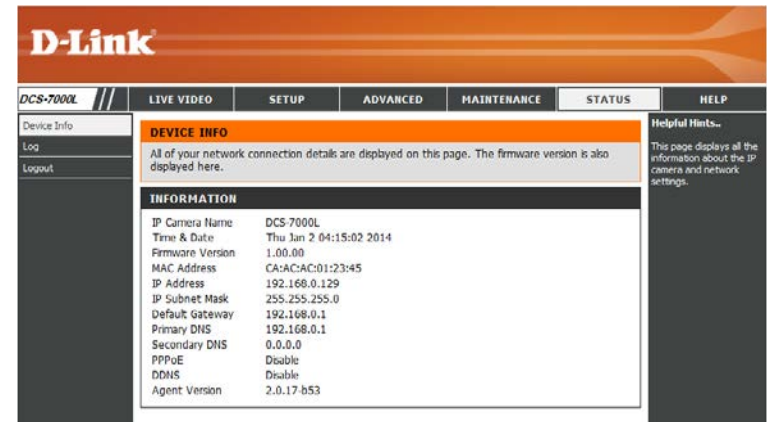 D-Link
DCS-7000L
LIVE VIDEO
SETUP
ADVANCED
MAINTENANCE
STATUS
HELP
Device Info
Log
Logout
DEVICE INFO
All of your network connection details are displayed on this page. The firmware version is also
displayed here.
INFORMATION
IP Camera Name DCS-7000L
Time & Date Thu Jan 2 04:15:02 2014
Firmware Version 1.00.00
MAC Address CA:AC:AC:01:23:45
IP Address 192.168.0.129
IP Subnet Mask 255.255.255.0
Default Gateway 192.168.0.1
Primary DNS 192.168.0.1
Secondary DNS 0.0.0.0
PPPoE Disable
DDNS Disable
Agent Version 2.0.17-b53
Helpful Hints..
This page displays all the
information about the IP
camera and network
settings.